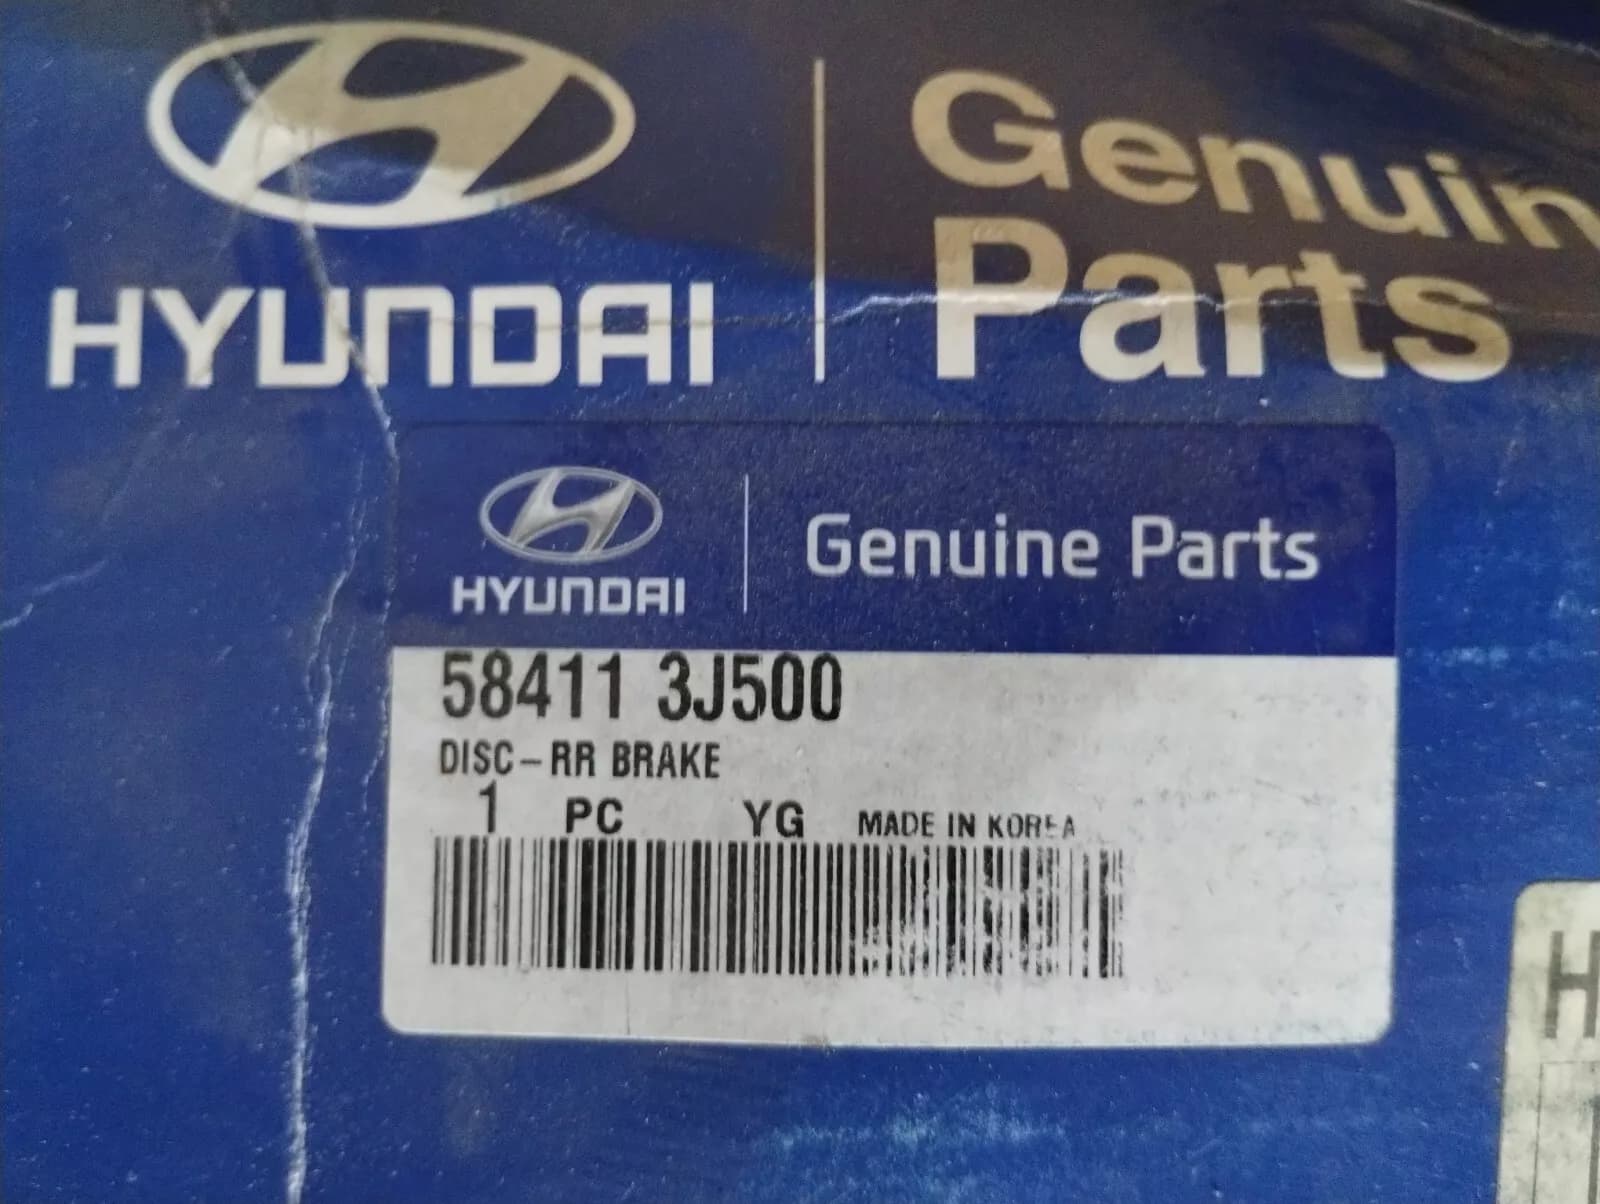 HYUNDAI
Genuin
Parts
HYUNDAI
Genuine Parts
58411 3J500
DISC-RR BRAKE
1 PC YG MADE IN KOREA
H